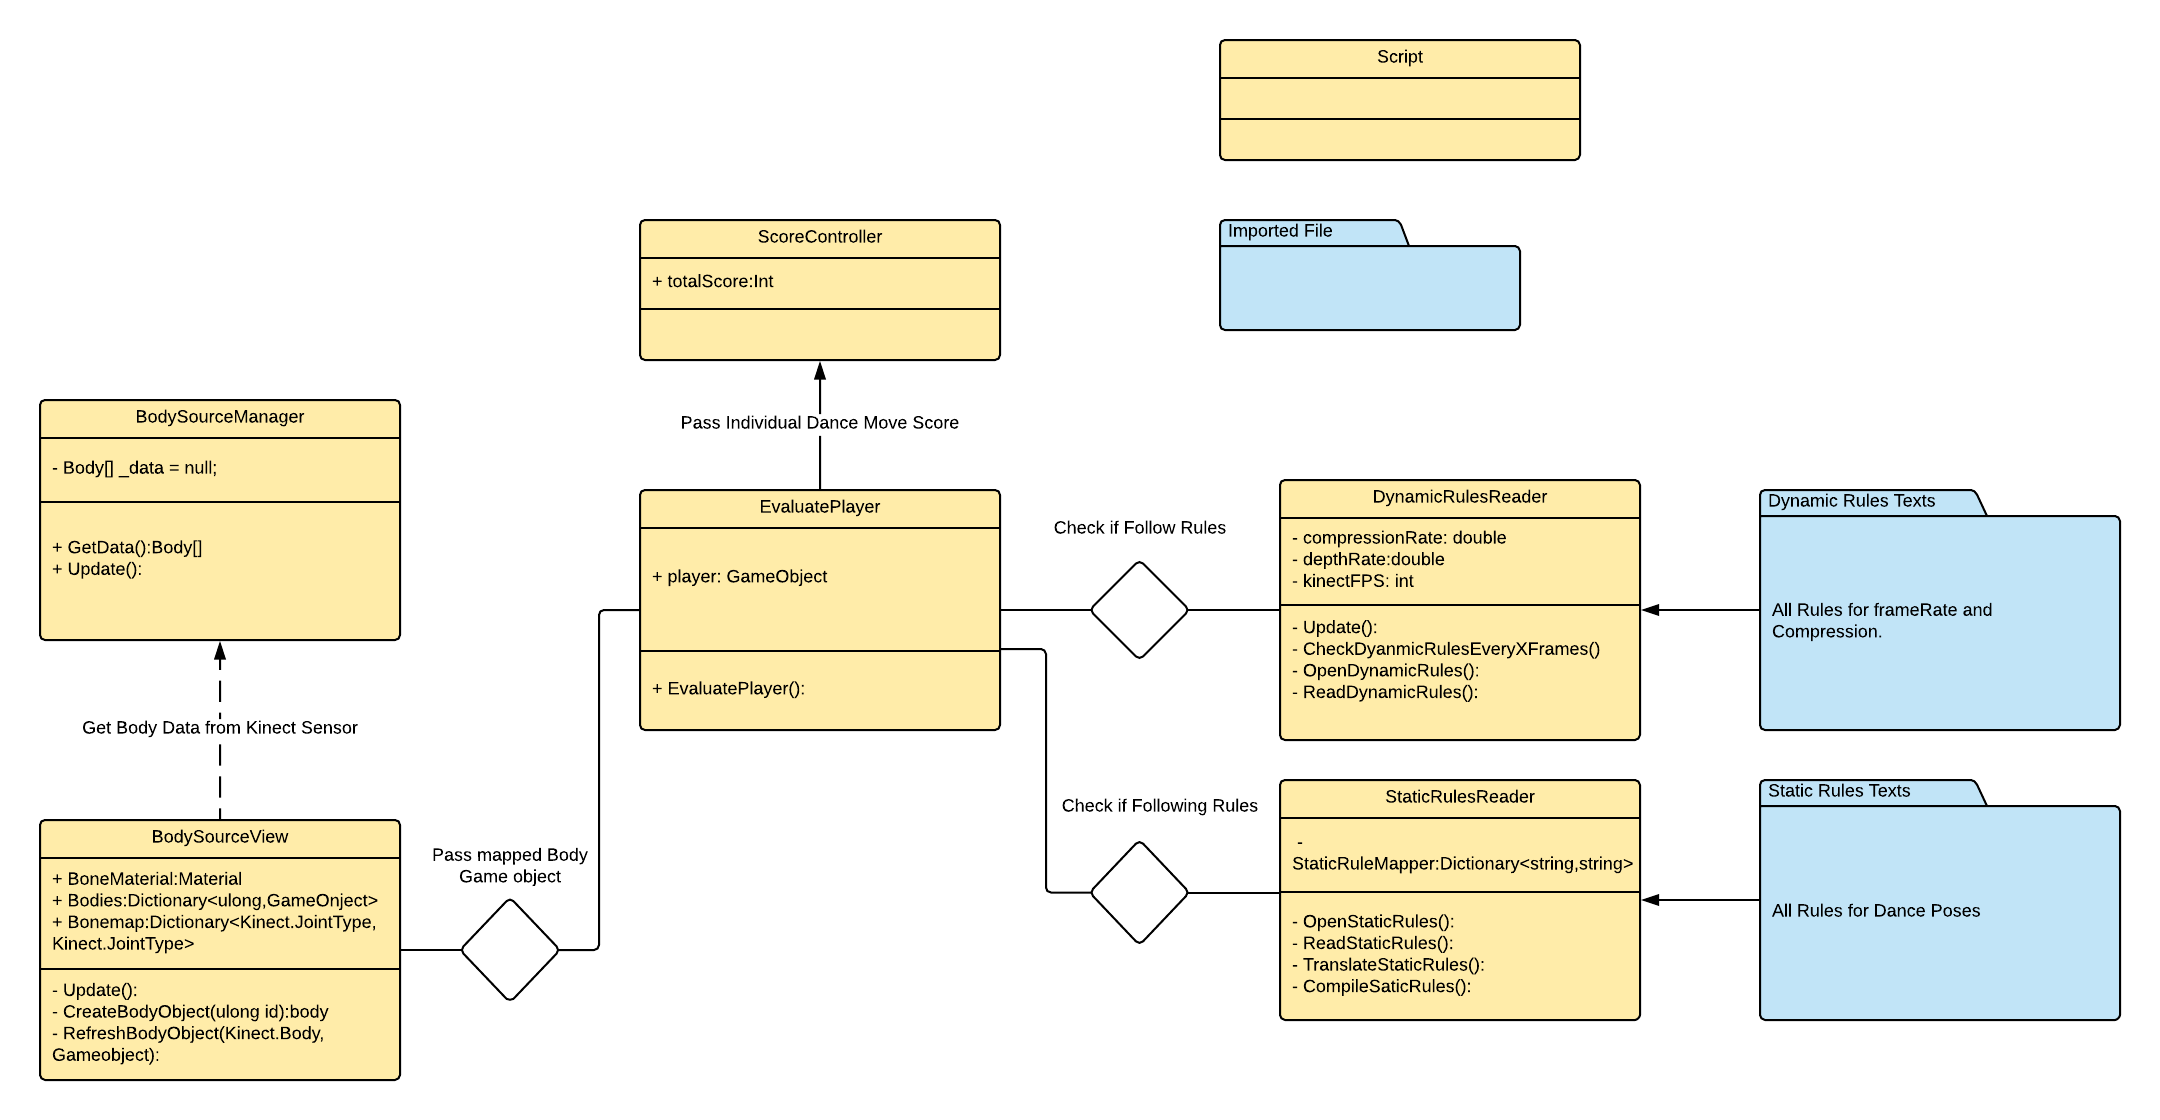 Script
Imported File
ScoreController
+ totalScore:Int
Pass Individual Dance Move Score
BodySourceManager
- Body[] _data = null;
+ GetData():Body[]
+ Update():
Get Body Data from Kinect Sensor
BodySourceView
+ BoneMaterial:Material
+ Bodies:Dictionary<ulong,GameOnject>
+ Bonemap:Dictionary<Kinect.JointType,
Kinect.JointType>
- Update():
- CreateBodyObject(ulong id):body
- RefreshBodyObject(Kinect.Body,
Gameobject):
Pass mapped Body
Game object
EvaluatePlayer
+ player: GameObject
+ EvaluatePlayer():
Check if Follow Rules
DynamicRulesReader
- compressionRate: double
- depthRate:double
- kinectFPS: int
- Update():
- CheckDyanmicRulesEveryXFrames()
- OpenDynamicRules():
- ReadDynamicRules():
Dynamic Rules Texts
All Rules for frameRate and
Compression.
Check if Following Rules
StaticRulesReader
-
StaticRuleMapper:Dictionary<string,string>
- OpenStaticRules():
- ReadStaticRules():
- TranslateStaticRules():
- CompileSaticRules():
Static Rules Texts
All Rules for Dance Poses